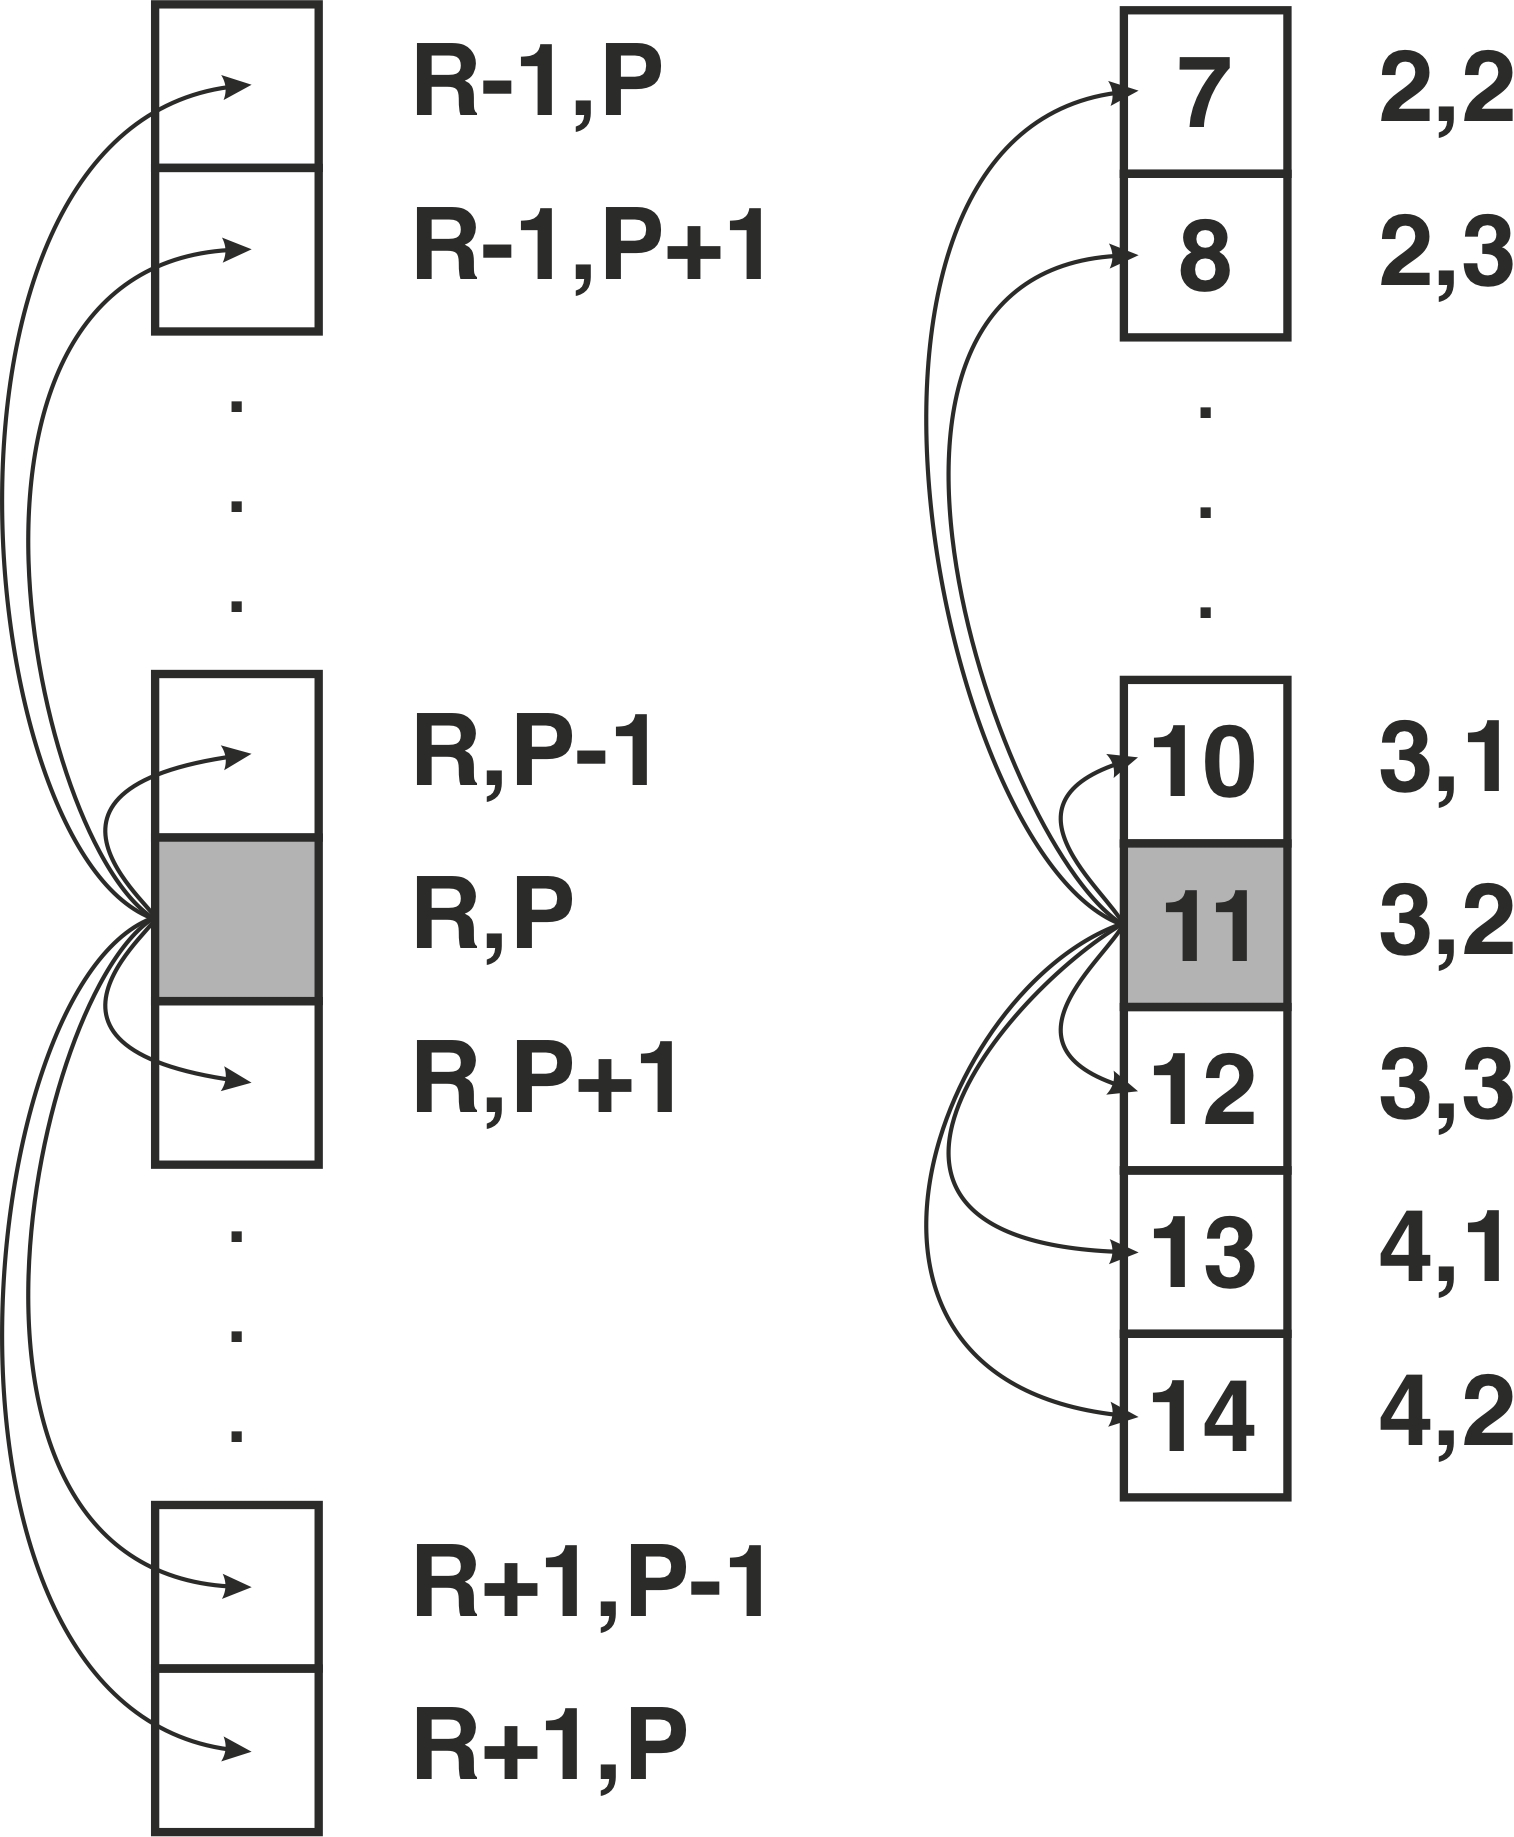 R-1,P
R-1,P+1
R,P-1
R,P
R,P+1
R+1,P-1
R+1,P
7 2,2
8 2,3
10 3,1
11 3,2
12 3,3
13 4,1
14 4,2